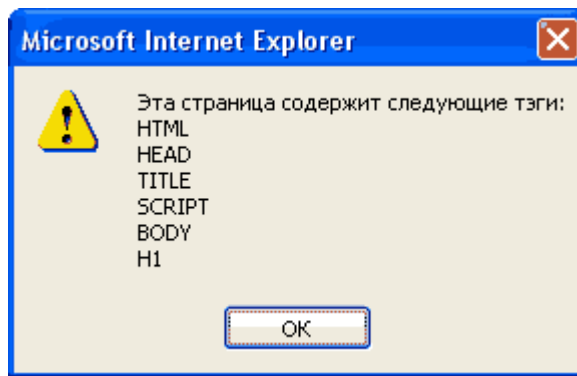 Microsoft Internet Explorer
Эта страница содержит следующие тэги:
HTML
HEAD
TITLE
SCRIPT
BODY
H1
OK